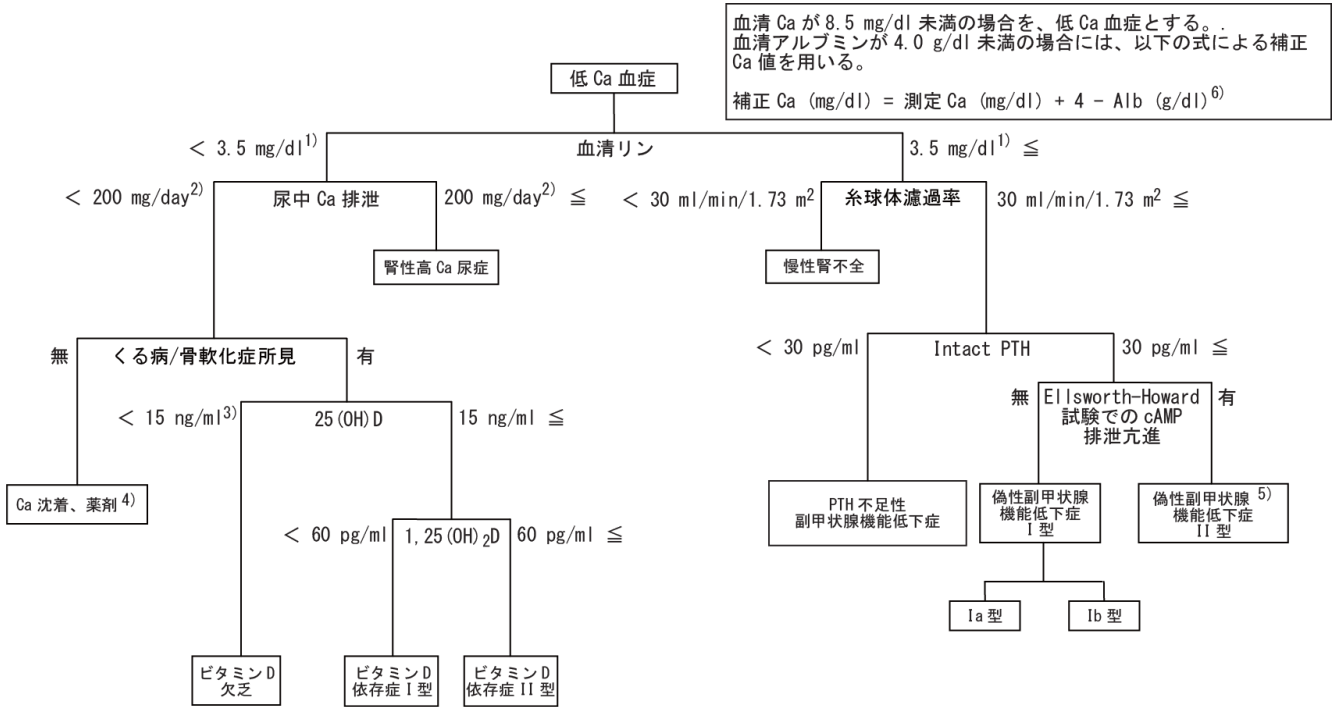 血清 Ca が 8.5 mg/dl 未満の場合を、低 Ca 血症とする。.
血清アルブミンが 4.0 g/dl 未満の場合には、以下の式による補正
Ca 値を用いる。
補正 Ca (mg/dl) = 測定 Ca (mg/dl) + 4 − Alb (g/dl)6)
低 Ca 血症
< 3.5 mg/dl1)
血清リン
3.5 mg/dl1) ≦
< 200 mg/day2)
尿中 Ca 排泄
200 mg/day2) ≦
< 30 ml/min/1.73 m2
糸球体濾過率
30 ml/min/1.73 m2 ≦
腎性高 Ca 尿症
慢性腎不全
無
くる病/骨軟化症所見
有
< 30 pg/ml
Intact PTH
30 pg/ml ≦
< 15 ng/ml3)
25(OH)D
15 ng/ml ≦
無
Ellsworth-Howard
試験での cAMP
排泄亢進
有
Ca 沈着、薬剤 4)
PTH 不足性
副甲状腺機能低下症
偽性副甲状腺
機能低下症
I 型
偽性副甲状腺 5)
機能低下症
II 型
< 60 pg/ml
1,25(OH)2D
60 pg/ml ≦
Ia 型
Ib 型
ビタミン D
欠乏
ビタミン D
依存症 I 型
ビタミン D
依存症 II 型